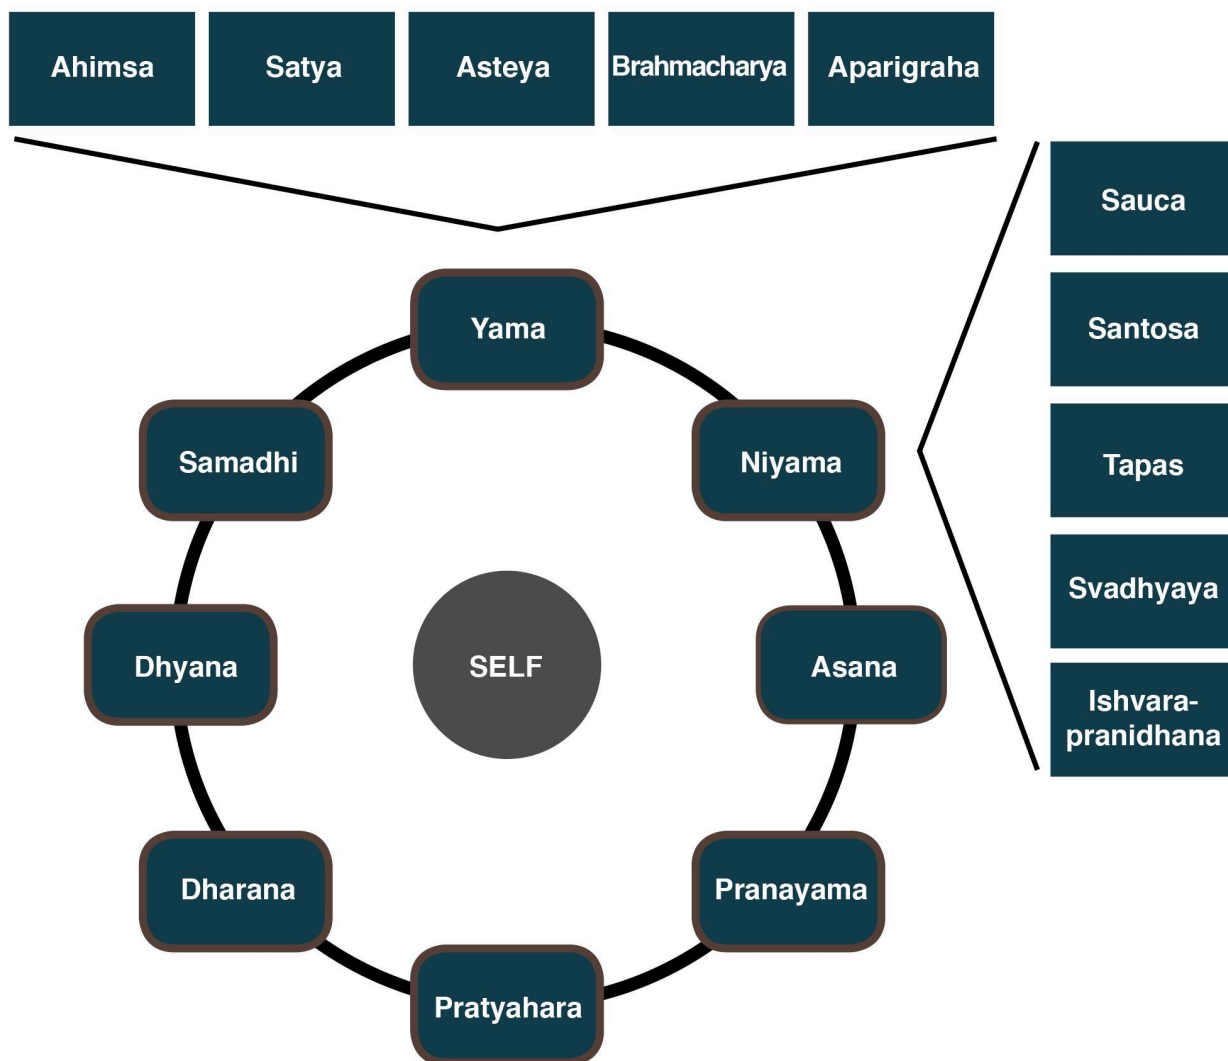 Ahimsa
Satya
Asteya
Brahmacharya
Aparigraha
Sauca
Santosa
Tapas
Svadhyaya
Ishvara-
pranidhana
Yama
Niyama
Asana
Pranayama
Pratyahara
Dharana
Dhyana
Samadhi
SELF